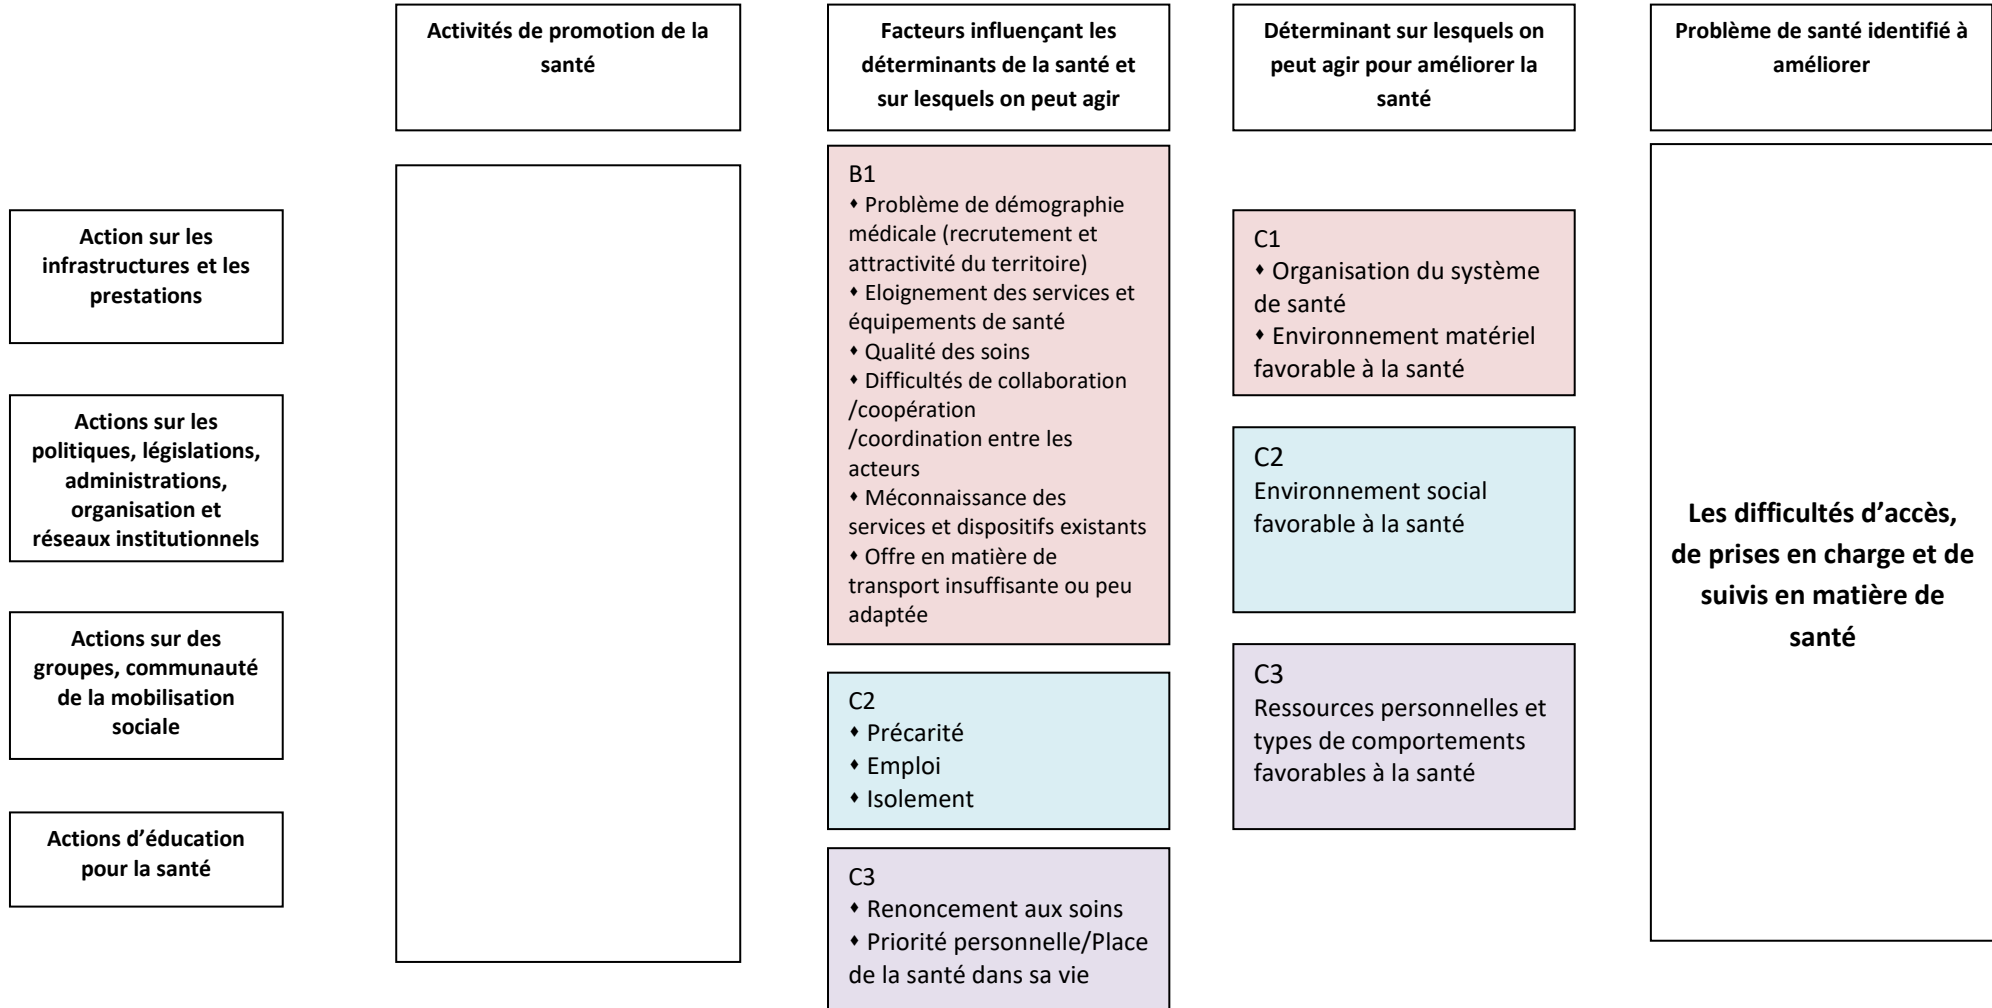 Activités de promotion de la
santé
Facteurs influençant les
déterminants de la santé et
sur lesquels on peut agir
Déterminant sur lesquels on
peut agir pour améliorer la
santé
Problème de santé identifié à
améliorer
Action sur les
infrastructures et les
prestations
Actions sur les
politiques, législations,
administrations,
organisation et
réseaux institutionnels
Actions sur des
groupes, communauté
de la mobilisation
sociale
Actions d’éducation
pour la santé
B1
♦ Problème de démographie
médicale (recrutement et
attractivité du territoire)
♦ Eloignement des services et
équipements de santé
♦ Qualité des soins
♦ Difficultés de collaboration
/coopération
/coordination entre les
acteurs
♦ Méconnaissance des
services et dispositifs existants
♦ Offre en matière de
transport insuffisante ou peu
adaptée
C2
♦ Précarité
♦ Emploi
♦ Isolement
C3
♦ Renoncement aux soins
♦ Priorité personnelle/Place
de la santé dans sa vie
C1
♦ Organisation du système
de santé
♦ Environnement matériel
favorable à la santé
C2
Environnement social
favorable à la santé
C3
Ressources personnelles et
types de comportements
favorables à la santé
Les difficultés d’accès,
de prises en charge et de
suivis en matière de
santé